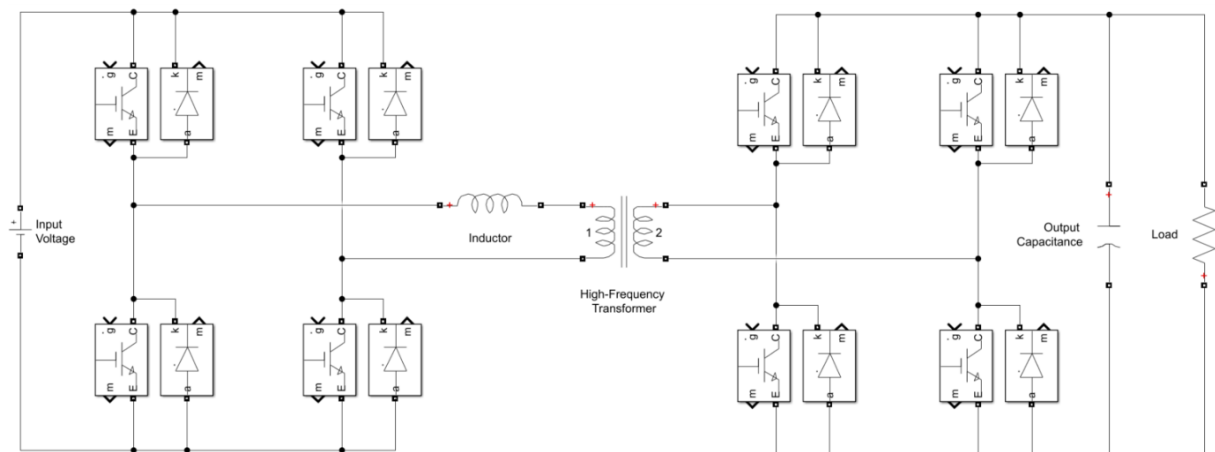 g C k m
g C k m
g C k m
g C k m
m E a
m E a
m E a
m E a
+
+
+
+
+
Input
Voltage
Inductor
1
2
Output
Capacitance
Load
+
High-Frequency
Transformer
g C k m
g C k m
g C k m
g C k m
m E a
m E a
m E a
m E a